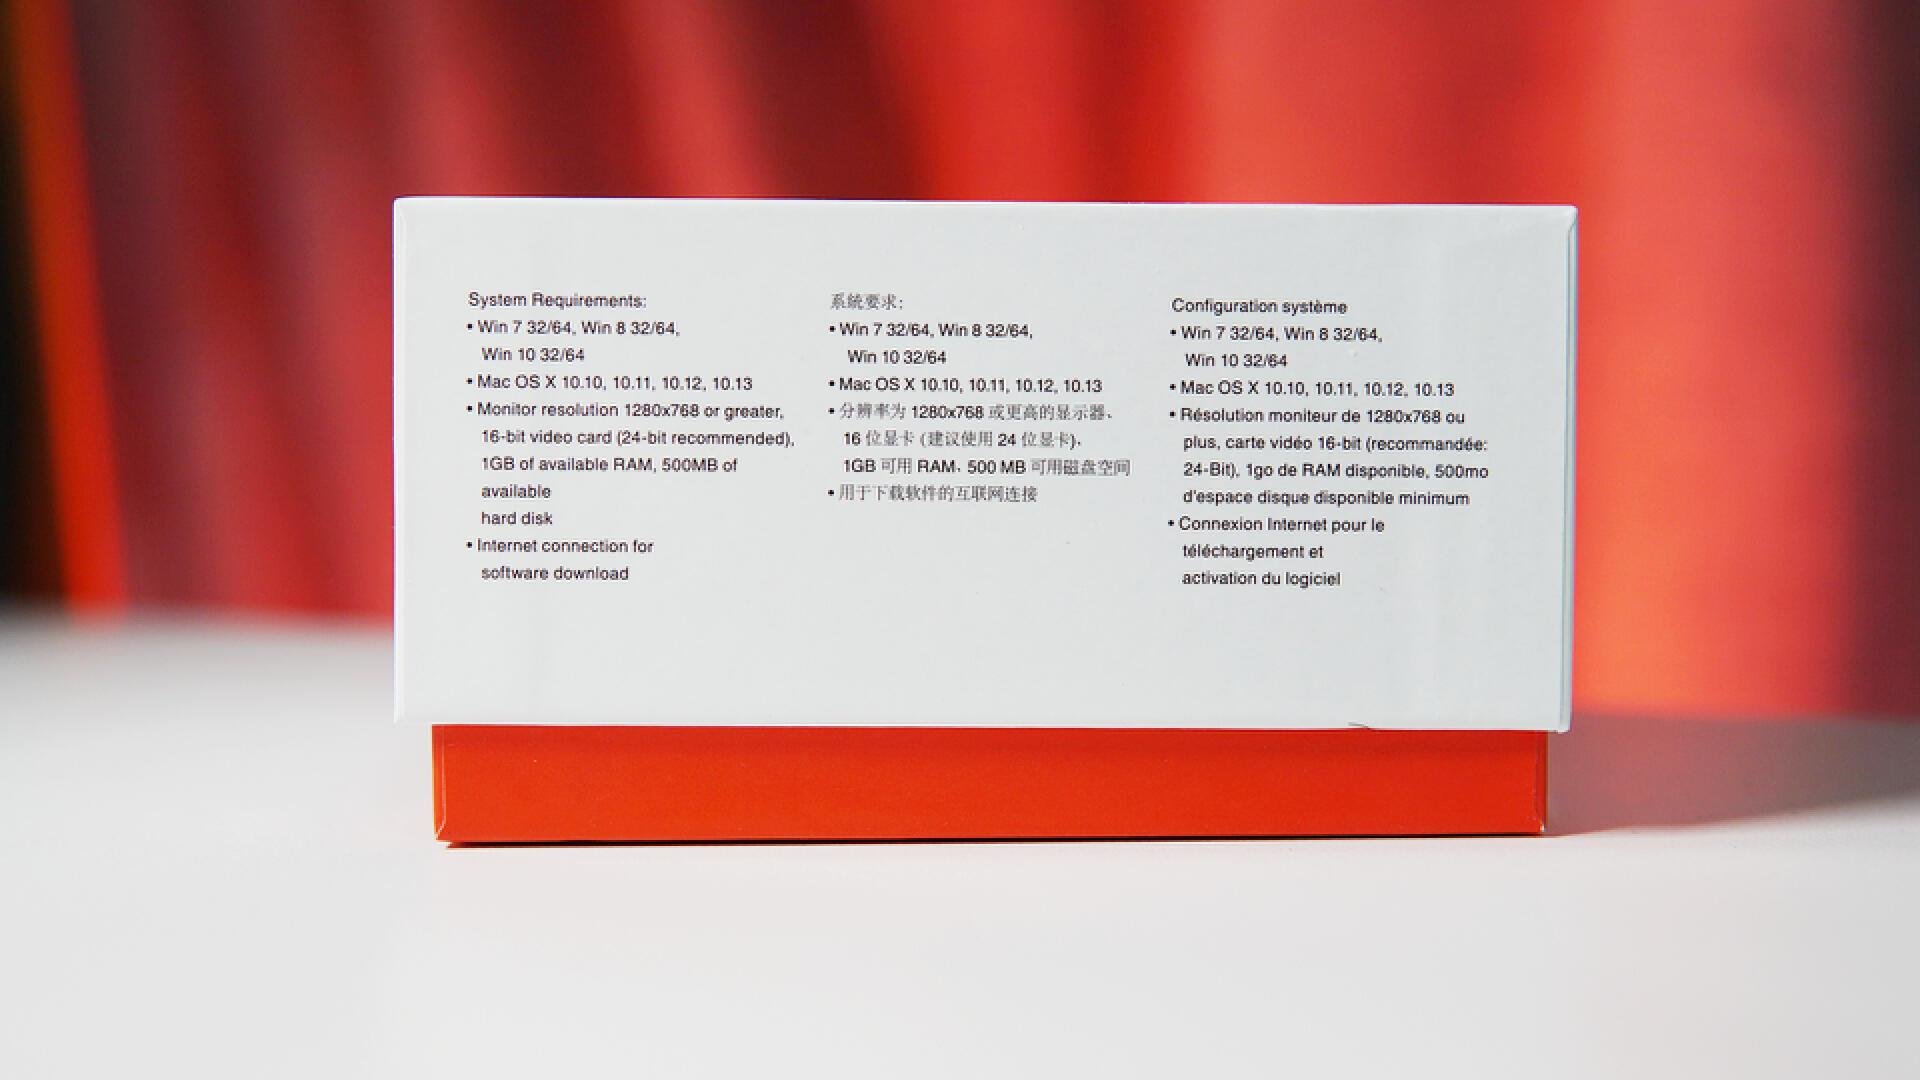 System Requirements:
• Win 7 32/64, Win 8 32/64,
Win 10 32/64
• Mac OS X 10.10, 10.11, 10.12, 10.13
• Monitor resolution 1280x768 or greater,
16-bit video card (24-bit recommended),
1GB of available RAM, 500MB of
available
hard disk
• Internet connection for
software download
系統要求:
• Win 7 32/64, Win 8 32/64,
Win 10 32/64
• Mac OS X 10.10, 10.11, 10.12, 10.13
• 分辨率为 1280x768 或更高的显示器、
16 位显卡 (建议使用 24 位显卡)、
1GB 可用 RAM、500 MB 可用磁盘空间
• 用于下载软件的互联网连接
Configuration système
• Win 7 32/64, Win 8 32/64,
Win 10 32/64
• Mac OS X 10.10, 10.11, 10.12, 10.13
• Résolution moniteur de 1280x768 ou
plus, carte vidéo 16-bit (recommandée:
24-Bit), 1go de RAM disponible, 500mo
d'espace disque disponible minimum
• Connexion Internet pour le
téléchargement et
activation du logiciel